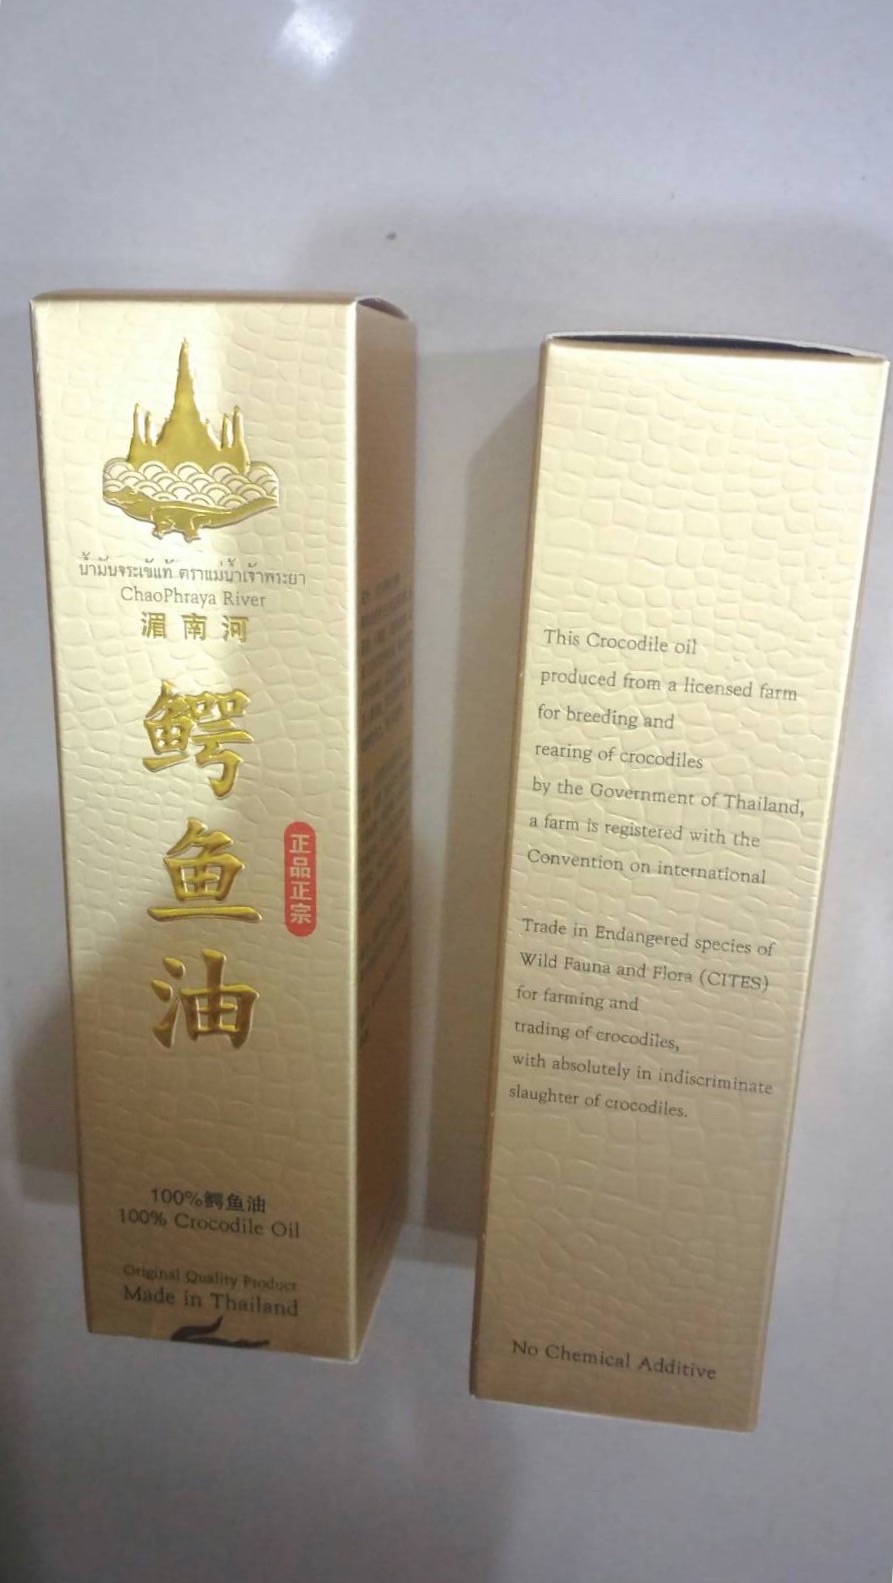 น้ำมันจระเข้แท้ ตราแม่น้ำเจ้าพระยา
ChaoPhraya River
湄南河
鳄
鱼
油
正品正宗
100%鳄鱼油
100% Crocodile Oil
Original Quality Product
Made in Thailand
This Crocodile oil
produced from a licensed farm
for breeding and
rearing of crocodiles
by the Government of Thailand,
a farm is registered with the
Convention on international
Trade in Endangered species of
Wild Fauna and Flora (CITES)
for farming and
trading of crocodiles,
with absolutely in indiscriminate
slaughter of crocodiles.
No Chemical Additive